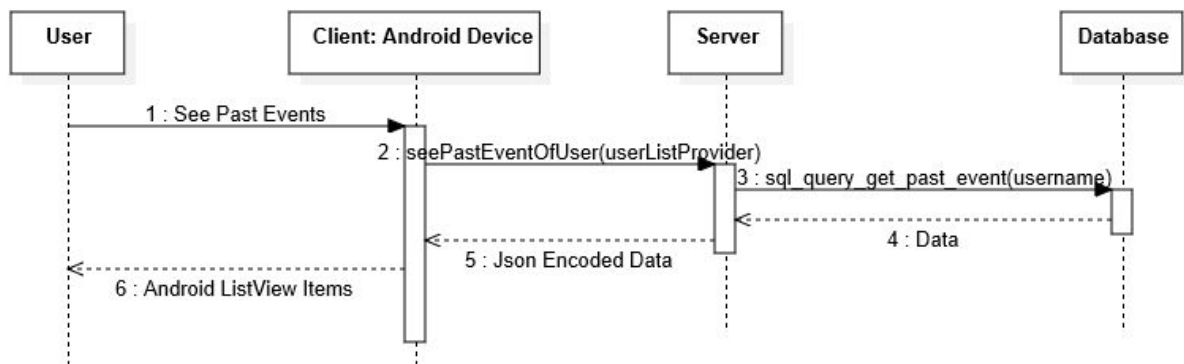 User
Client: Android Device
Server
Database
1 : See Past Events
2 : seePastEventOfUser(userListProvider)
3 : sql_query_get_past_event(username)
4 : Data
5 : Json Encoded Data
6 : Android ListView Items